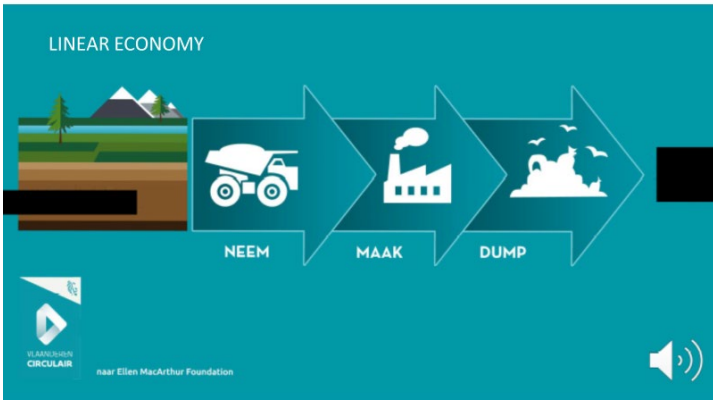 LINEAR ECONOMY
NEEM
MAAK
DUMP
VLAANDEREN
CIRCULAIR
naar Ellen MacArthur Foundation